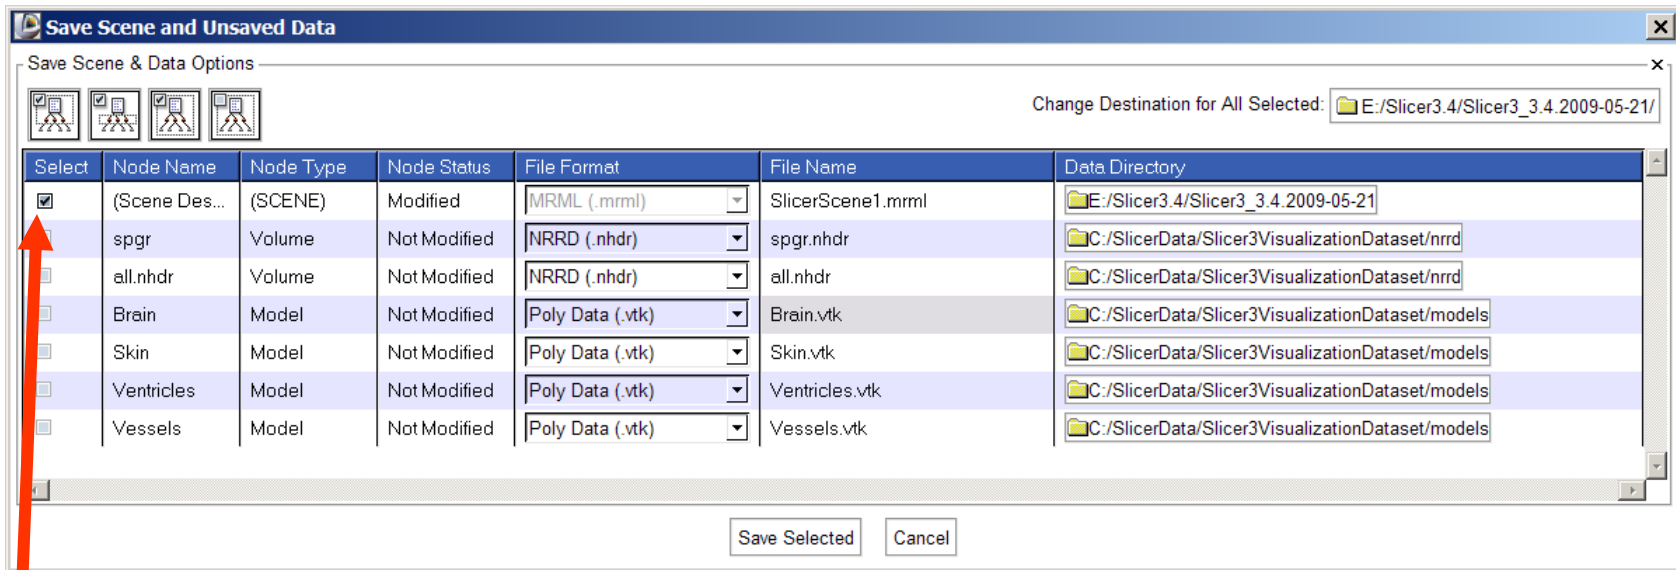 Save Scene and Unsaved Data
Save Scene & Data Options
Change Destination for All Selected: E:/Slicer3.4/Slicer3_3.4.2009-05-21/
Select Node Name Node Type Node Status File Format File Name Data Directory
(Scene Des... (SCENE) Modified MRML (.mrml) SlicerScene1.mrml E:/Slicer3.4/Slicer3_3.4.2009-05-21
spgr Volume Not Modified NRRD (.nhdr) spgr.nhdr C:/SlicerData/Slicer3VisualizationDataset/nrrd
all.nhdr Volume Not Modified NRRD (.nhdr) all.nhdr C:/SlicerData/Slicer3VisualizationDataset/nrrd
Brain Model Not Modified Poly Data (.vtk) Brain.vtk C:/SlicerData/Slicer3VisualizationDataset/models
Skin Model Not Modified Poly Data (.vtk) Skin.vtk C:/SlicerData/Slicer3VisualizationDataset/models
Ventricles Model Not Modified Poly Data (.vtk) Ventricles.vtk C:/SlicerData/Slicer3VisualizationDataset/models
Vessels Model Not Modified Poly Data (.vtk) Vessels.vtk C:/SlicerData/Slicer3VisualizationDataset/models
Save Selected Cancel